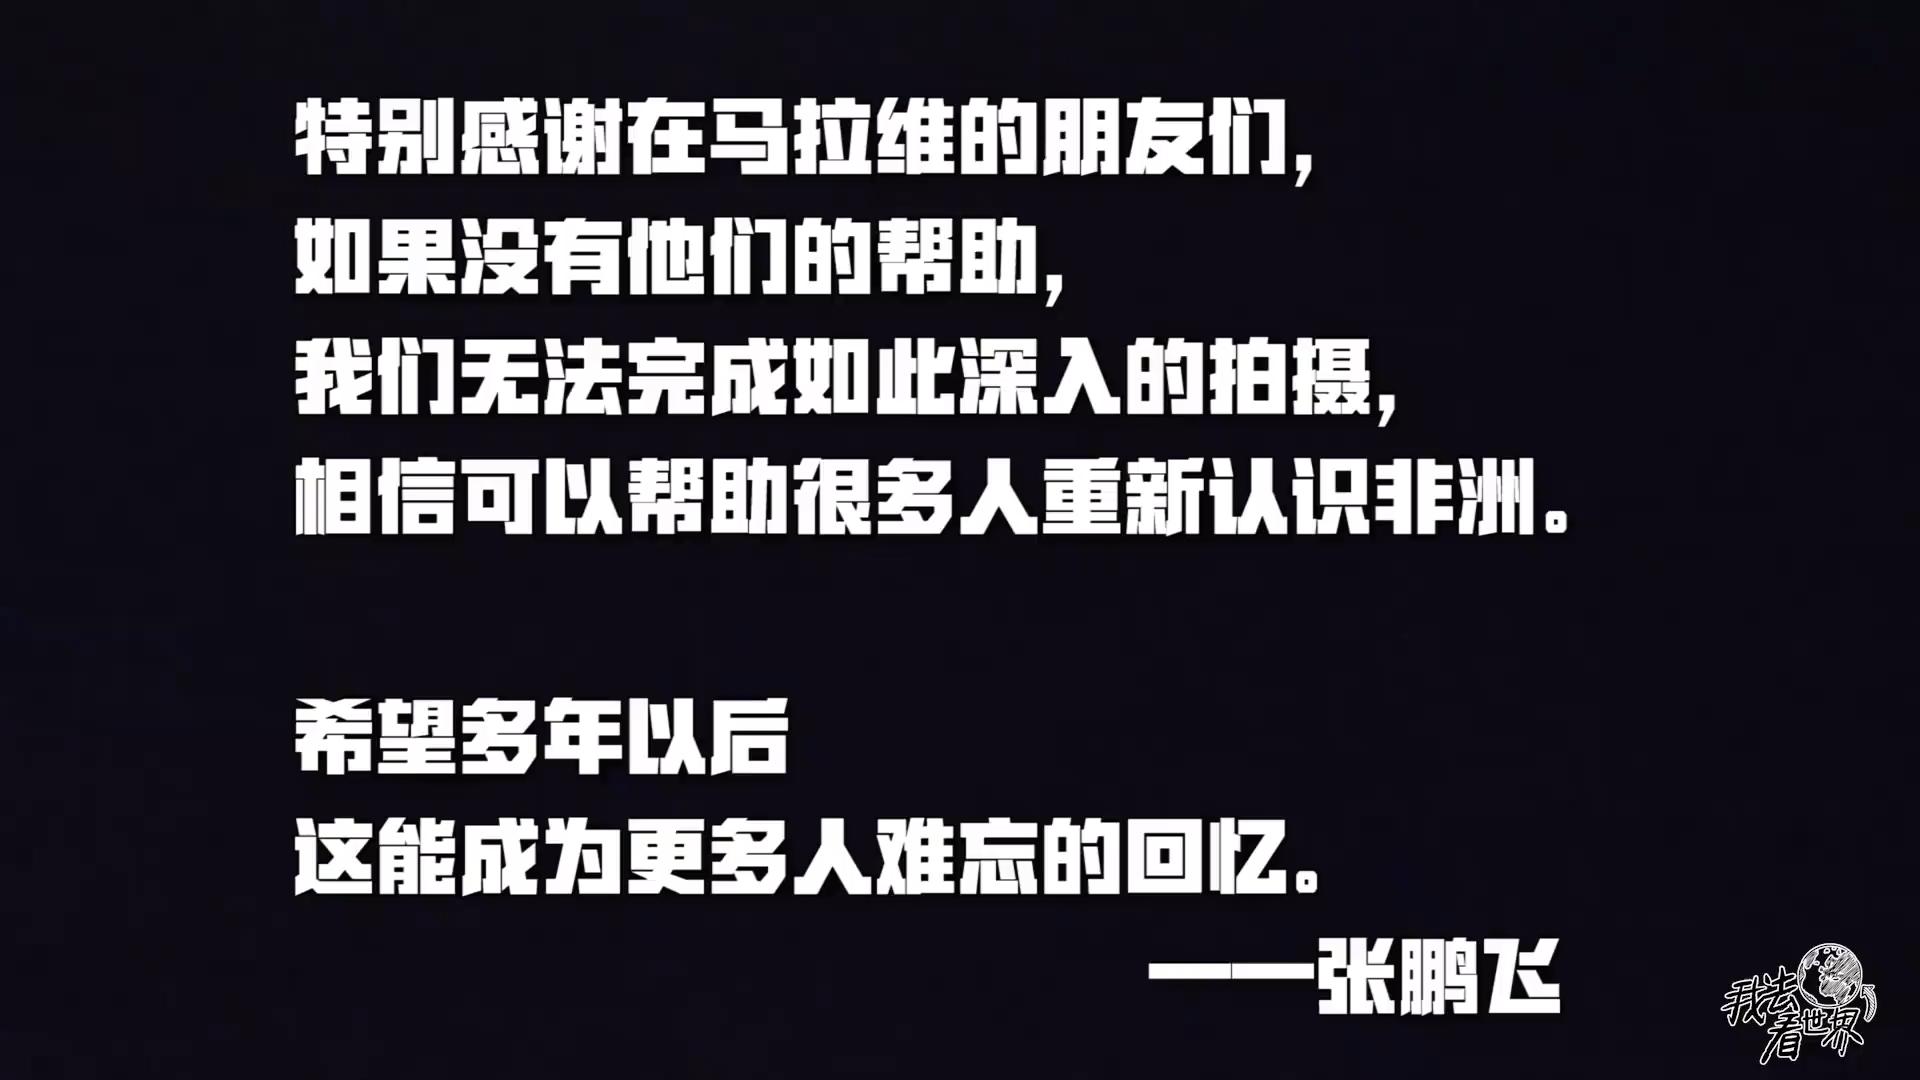 特别感谢在马拉维的朋友们，
如果没有他们的帮助，
我们无法完成如此深入的拍摄，
相信可以帮助很多人重新认识非洲。
希望多年以后
这能成为更多人难忘的回忆。
——张鹏飞
我去
看世界